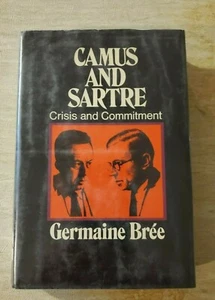 CAMUS
AND
SARTRE
Crisis and Commitment
Germaine Brée